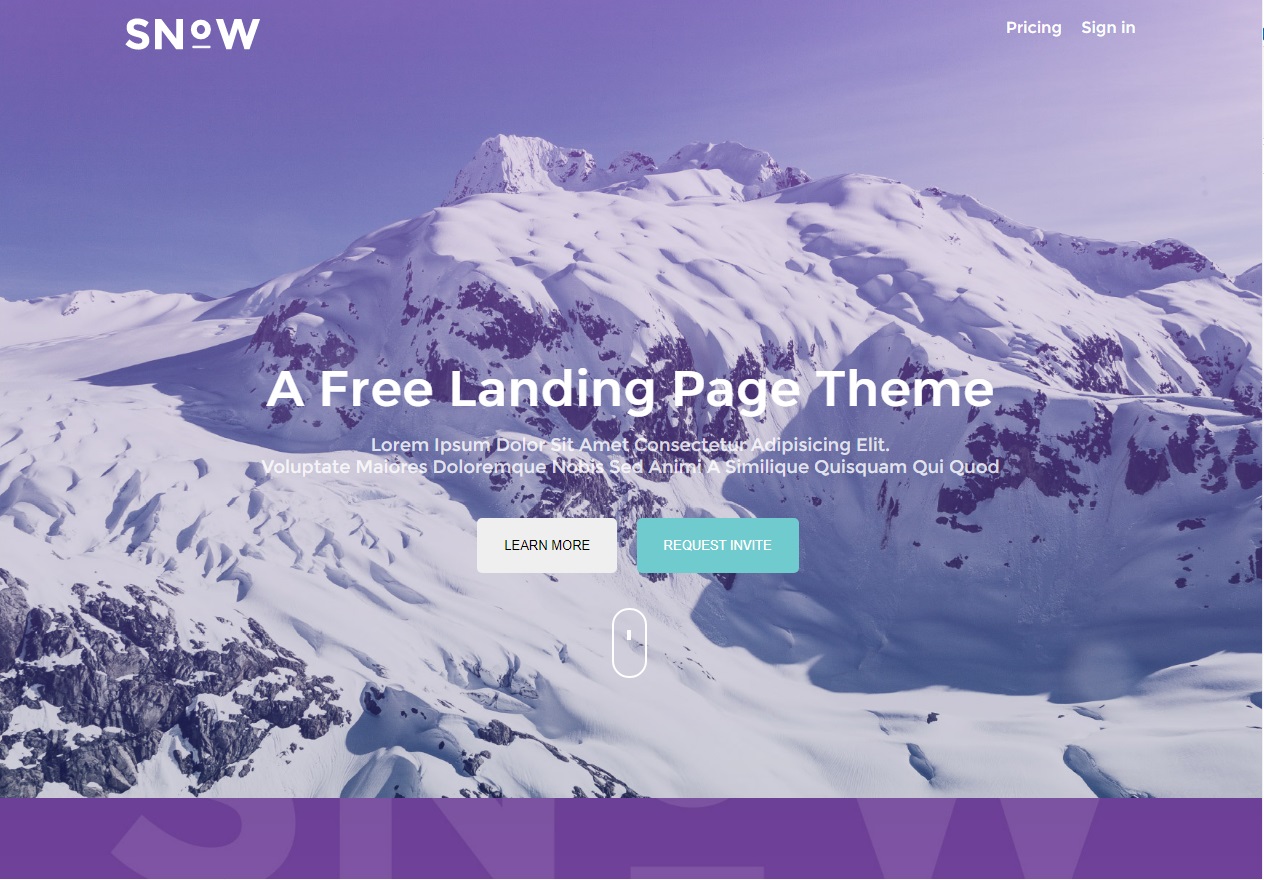 SNoW
Pricing Sign in
A Free Landing Page Theme
Lorem Ipsum Dolor Sit Amet Consectetur Adipisicing Elit.
Voluptate Maiores Doloremque Nobis Sed Animi A Similique Quisquam Qui Quod
LEARN MORE REQUEST INVITE
SNoW